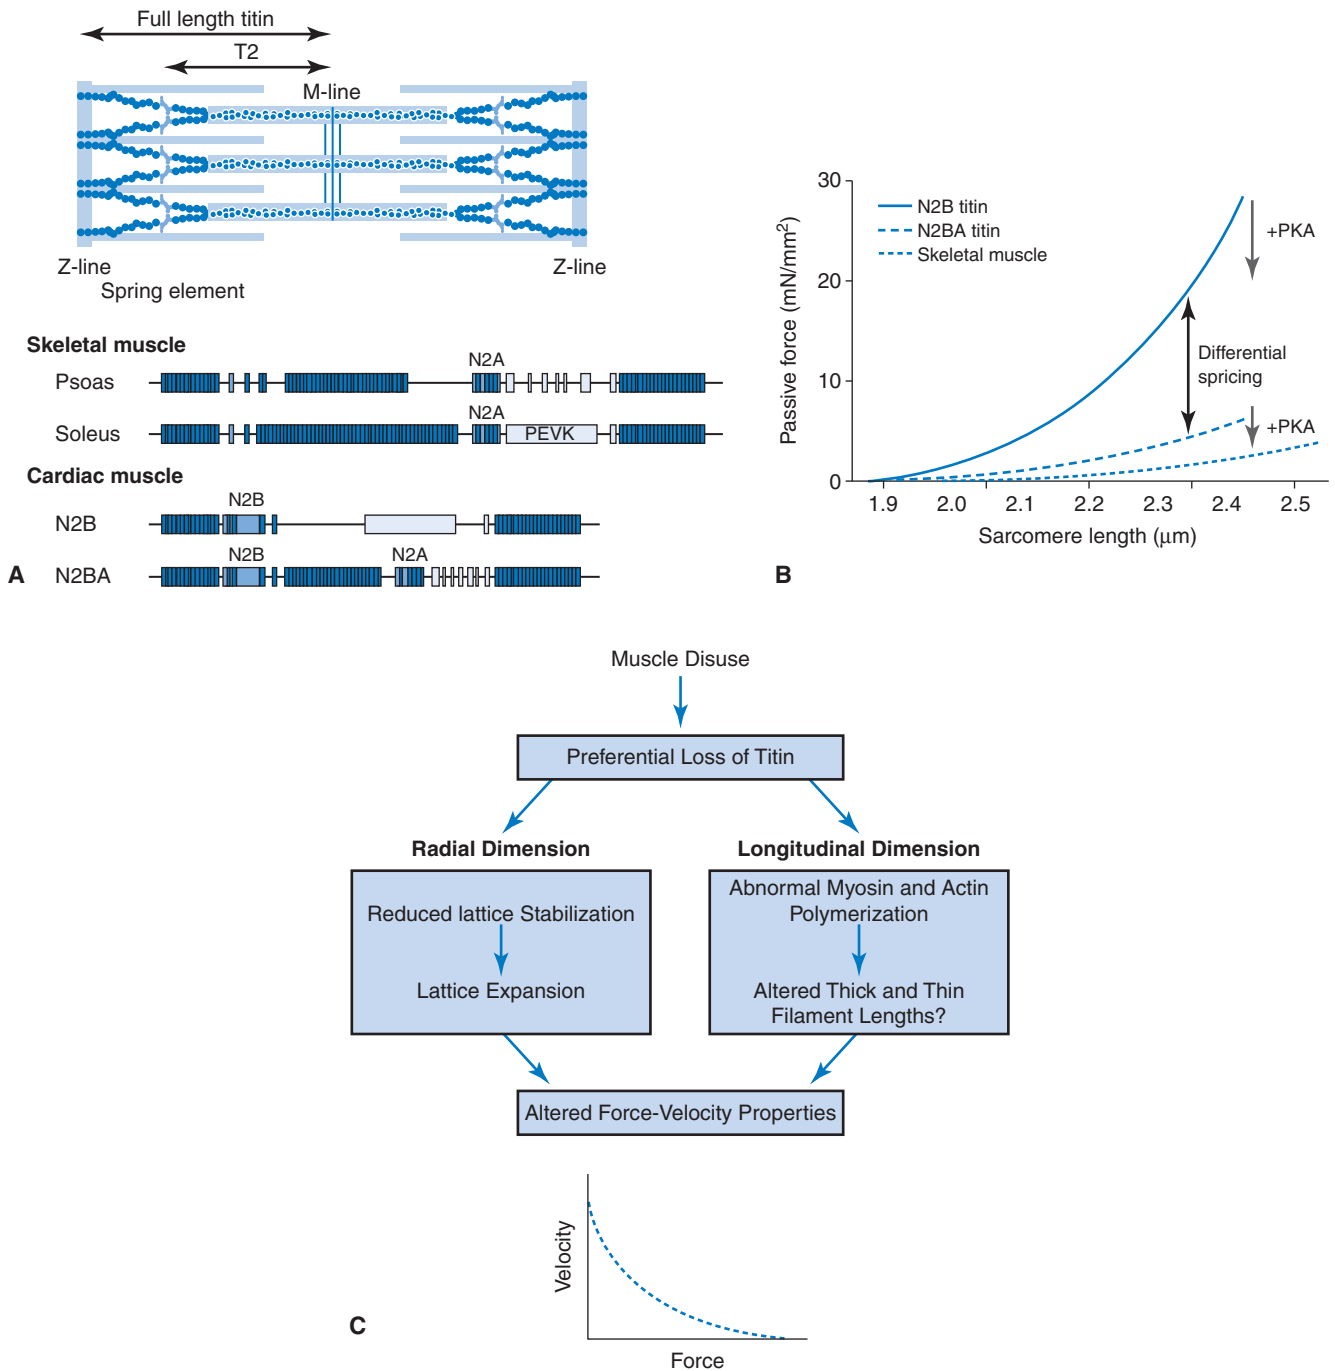 Full length titin
T2
M-line
Z-line
Z-line
Spring element
Skeletal muscle
Psoas
N2A
Soleus
N2A
PEVK
Cardiac muscle
N2B
N2B
N2BA
N2B
N2A
A
30
20
10
0
Passive force (mN/mm2)
N2B titin
N2BA titin
Skeletal muscle
+PKA
Differential
spricing
+PKA
1.9
2.0
2.1
2.2
2.3
2.4
2.5
Sarcomere length (μm)
B
Muscle Disuse
Preferential Loss of Titin
Radial Dimension
Reduced lattice Stabilization
Lattice Expansion
Longitudinal Dimension
Abnormal Myosin and Actin
Polymerization
Altered Thick and Thin
Filament Lengths?
Altered Force-Velocity Properties
Velocity
Force
C